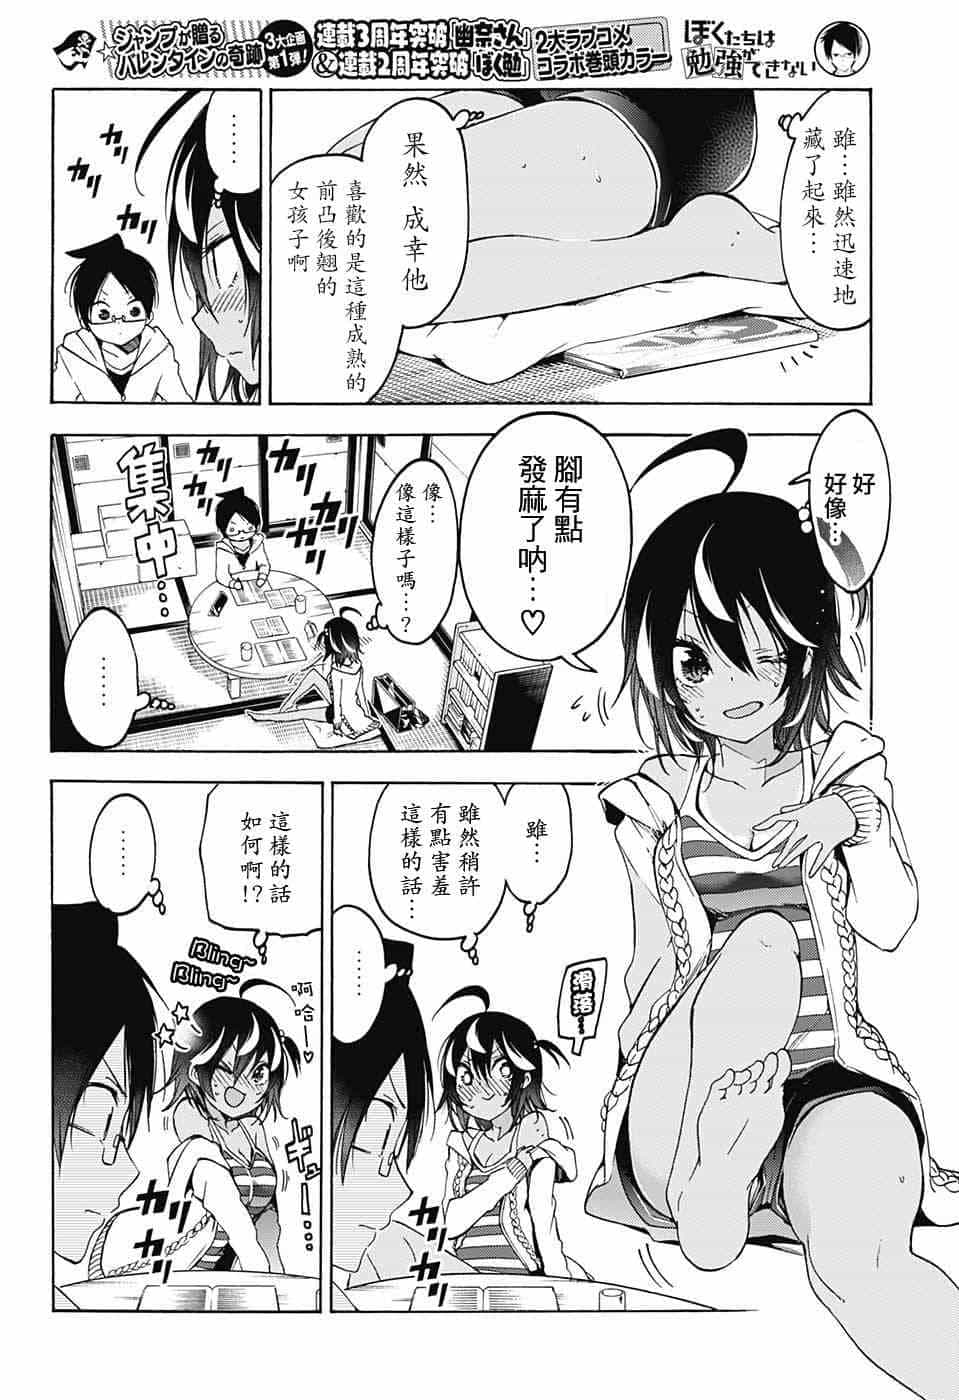 ジャンプが贈る
バレンタインの奇跡
3大企画
第1弾!
連載3周年突破「幽奈さん」
&連載2周年突破「ぼく勉」
2大ラブコメ
コラボ巻頭カラー
ぼくたちは
勉強ができない
雖…雖然迅速地
藏了起來…
果然 成幸他
喜歡的是這種成熟的
前凸後翹的
女孩子啊
……
カリ
カリ
好
好像…
……
腳有點
發麻了吶…♡
像…
像這樣子嗎…?
カリ
カリ
カリ
集中…
……
雖…
雖然稍許
有點害羞
這樣的話…
……
滑落…
カリ
カリ
這樣的話
如何啊!?
……
Bling~
Bling~
啊哈—♡
ギュー…
カリ
カリ